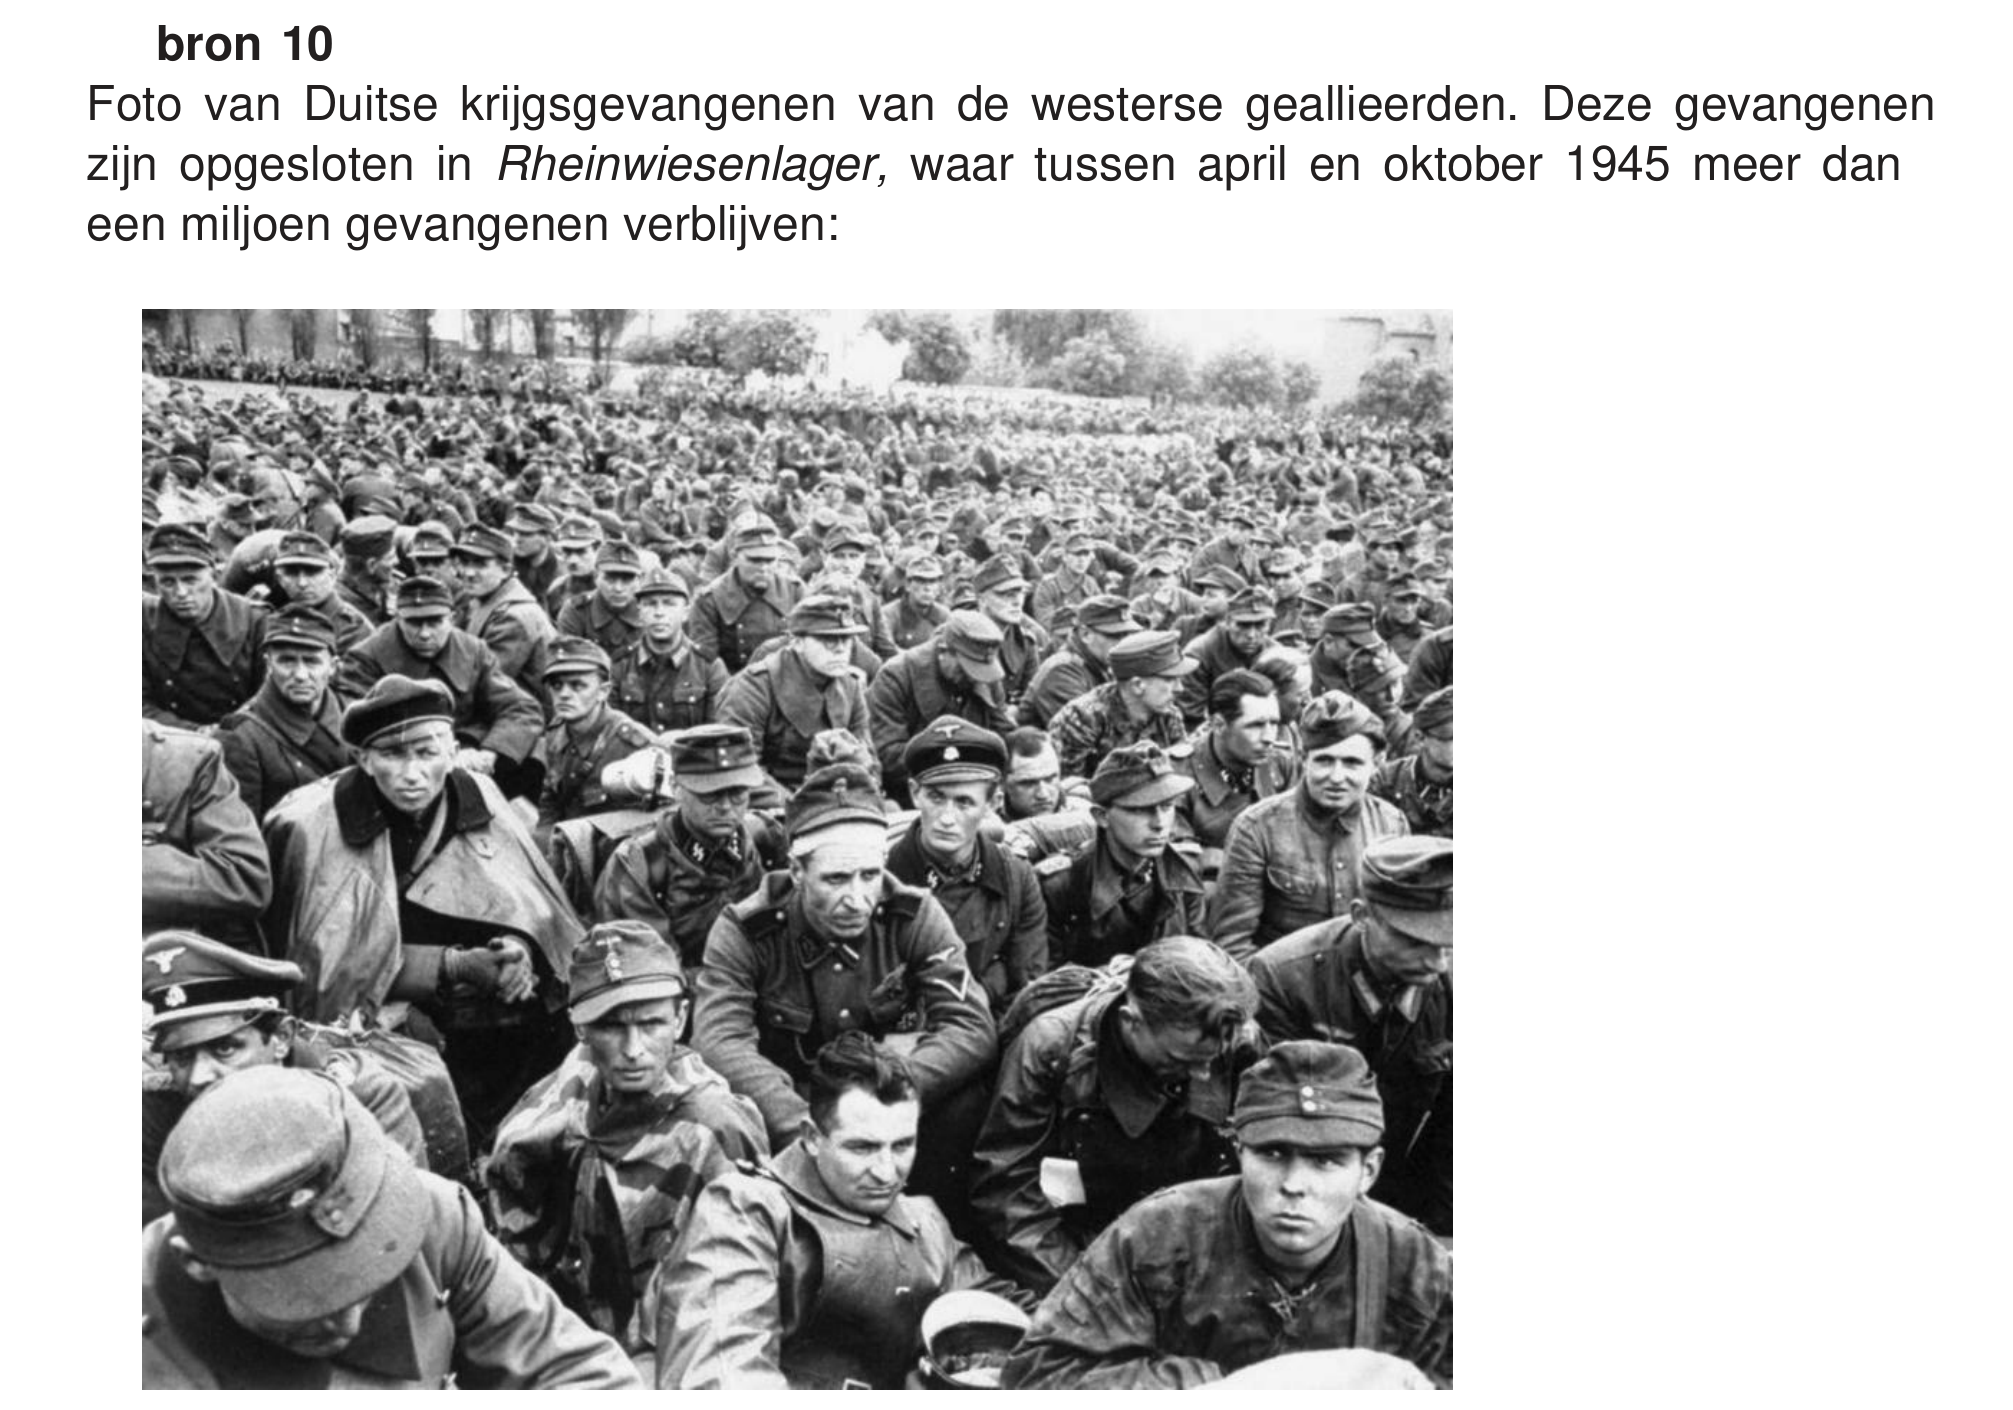 bron 10
Foto van Duitse krijgsgevangenen van de westerse geallieerden. Deze gevangenen
zijn opgesloten in Rheinwiesenlager, waar tussen april en oktober 1945 meer dan
een miljoen gevangenen verblijven: